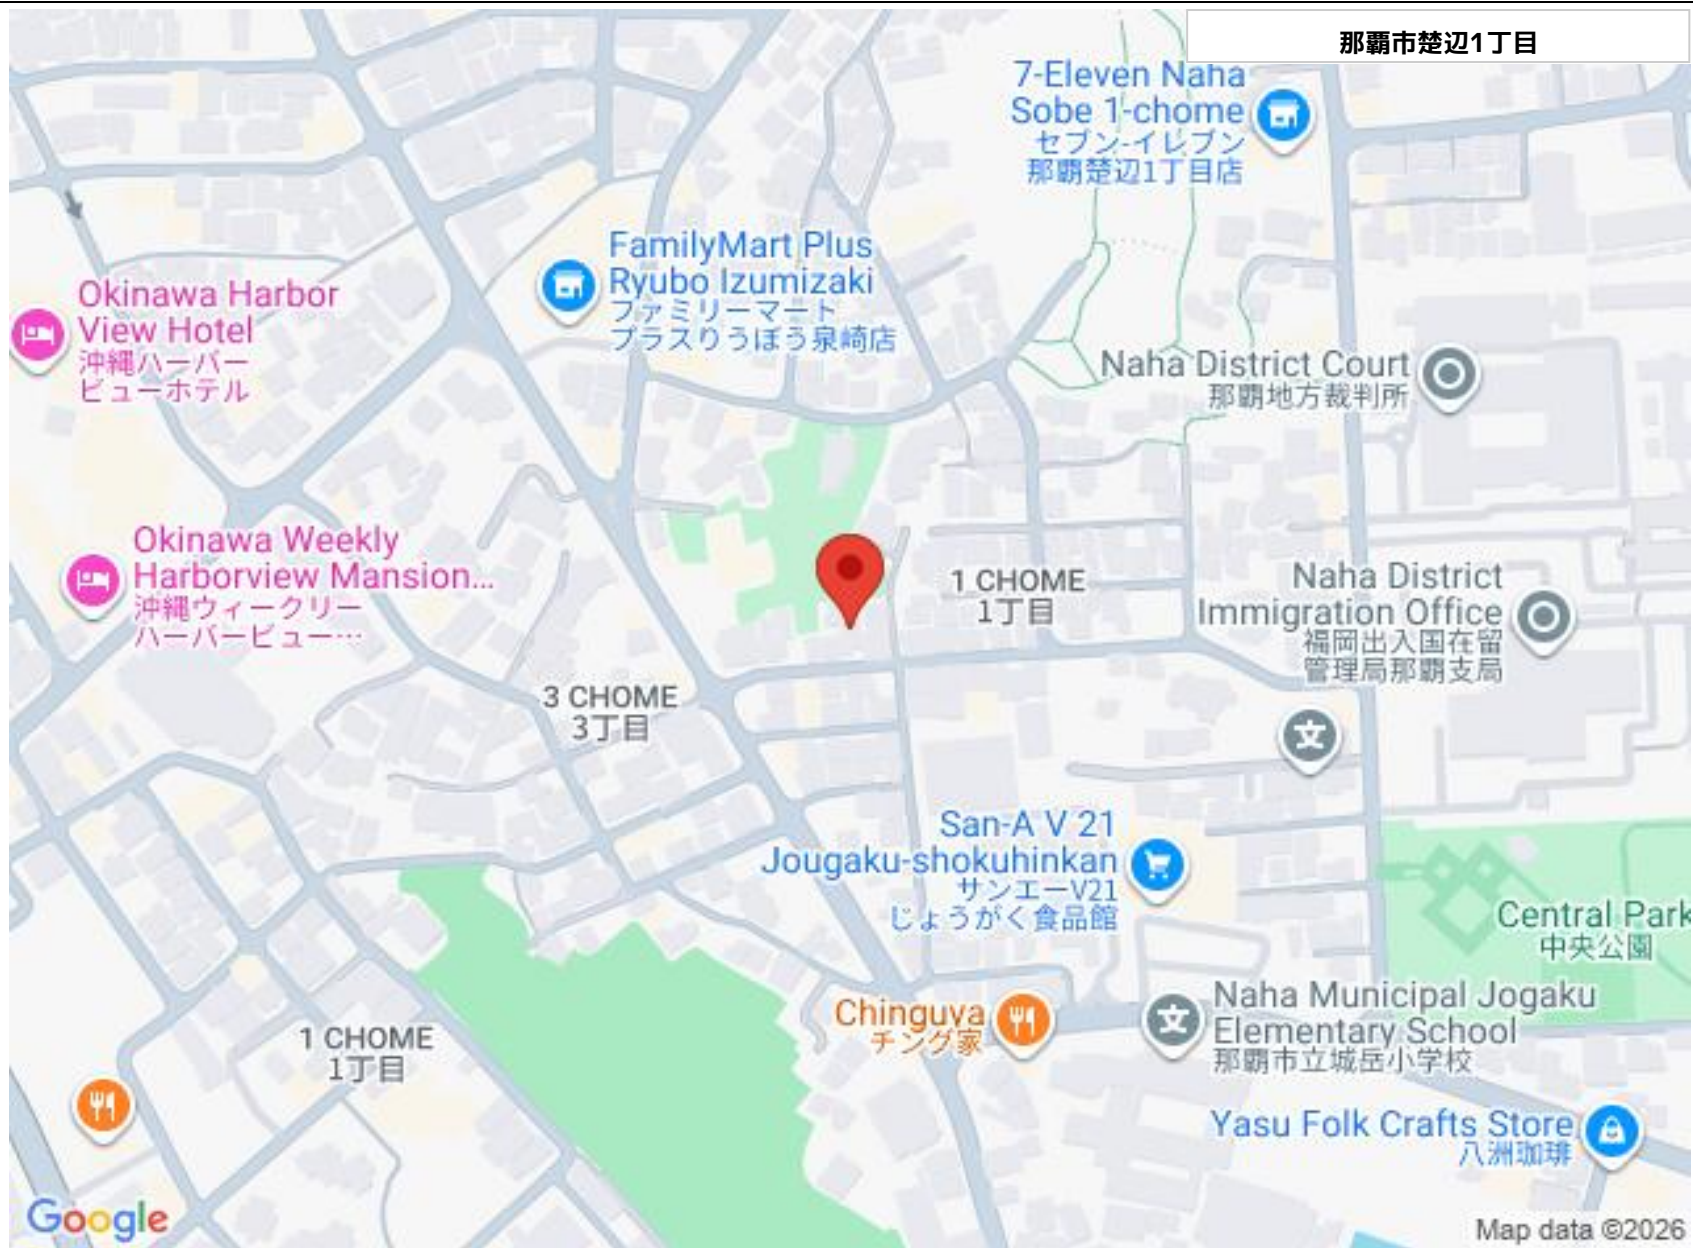 那覇市楚辺1丁目
7-Eleven Naha
Sobe 1-chome
セブン-イレブン
那覇楚辺1丁目店
FamilyMart Plus
Ryubo Izumizaki
ファミリーマート
プラスりうぼう泉崎店
Okinawa Harbor
View Hotel
沖縄ハーバー
ビューホテル
Naha District Court
那覇地方裁判所
Okinawa Weekly
Harborview Mansion...
沖縄ウィークリー
ハーバービュー…
1 CHOME
1丁目
Naha District
Immigration Office
福岡出入国在留
管理局那覇支局
3 CHOME
3丁目
文
San-A V 21
Jougaku-shokuhinkan
サンエーV21
じょうがく食品館
Central Park
中央公園
Chinguya
チング家
文
Naha Municipal Jogaku
Elementary School
那覇市立城岳小学校
1 CHOME
1丁目
Yasu Folk Crafts Store
八洲珈琲
Google
Map data ©2026